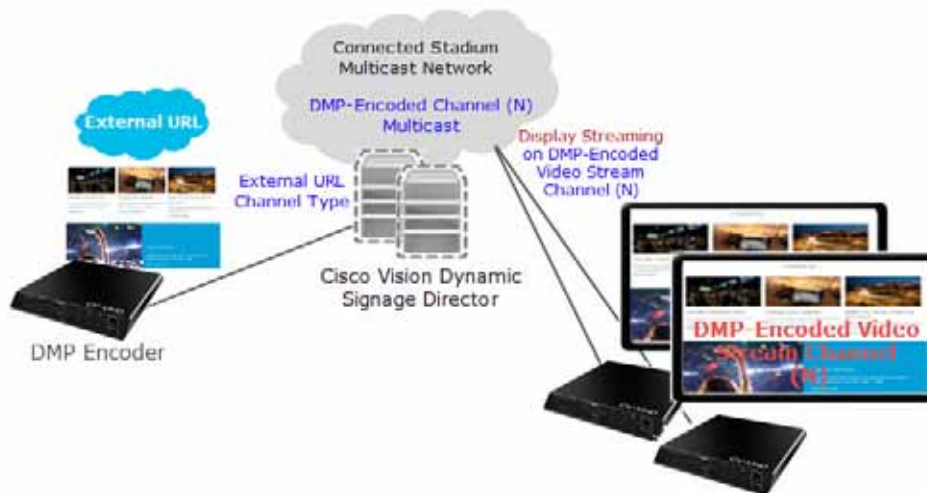 Connected Stadium
Multicast Network
DMP-Encoded Channel (N)
Multicast
External URL
External URL
Channel Type
Display Streaming
on DMP-Encoded
Video Stream
Channel (N)
Cisco Vision Dynamic
Signage Director
DMP Encoder
DMP-Encoded Video
Stream Channel
(N)